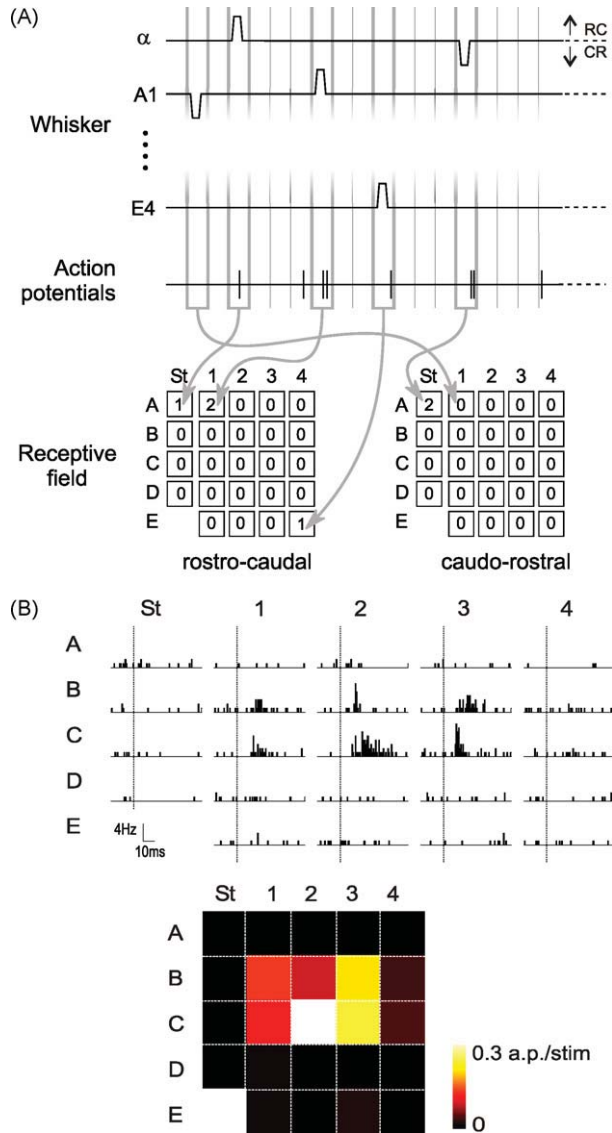 (A)
α
RC
CR
A1
Whisker
E4
Action
potentials
St 1 2 3 4
St 1 2 3 4
A 1 2 0 0 0
A 2 0 0 0 0
B 0 0 0 0 0
B 0 0 0 0 0
C 0 0 0 0 0
C 0 0 0 0 0
D 0 0 0 0 0
D 0 0 0 0 0
E 0 0 0 1
E 0 0 0 0
Receptive
field
rostro-caudal
caudo-rostral
(B)
St 1 2 3 4
A
B
C
D
E
4Hz
10ms
St 1 2 3 4
A
B
C
D
E
0.3 a.p./stim
0